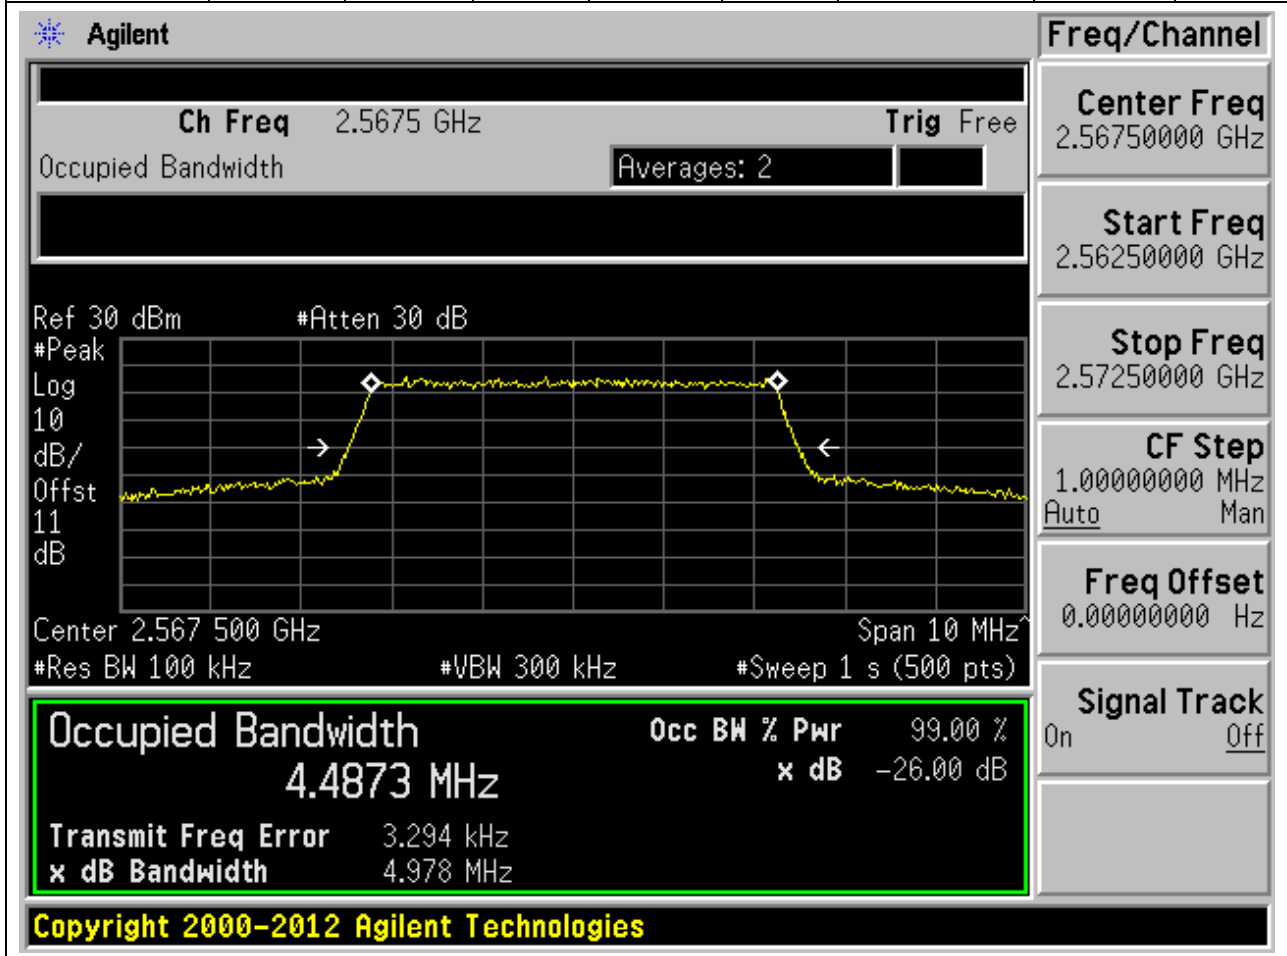 Agilent
Freq/Channel
Ch Freq 2.5675 GHz Trig Free
Occupied Bandwidth Averages: 2
Center Freq
2.56750000 GHz
Start Freq
2.56250000 GHz
Stop Freq
2.57250000 GHz
CF Step
1.00000000 MHz
Auto Man
Freq Offset
0.00000000 Hz
Signal Track
On Off
Ref 30 dBm #Atten 30 dB
#Peak
Log
10
dB/
Offst
11
dB
Center 2.567 500 GHz Span 10 MHz^
#Res BW 100 kHz #VBW 300 kHz #Sweep 1 s (500 pts)
Occupied Bandwidth
4.4873 MHz
Occ BW % Pwr 99.00 %
x dB -26.00 dB
Transmit Freq Error 3.294 kHz
x dB Bandwidth 4.978 MHz
Copyright 2000-2012 Agilent Technologies